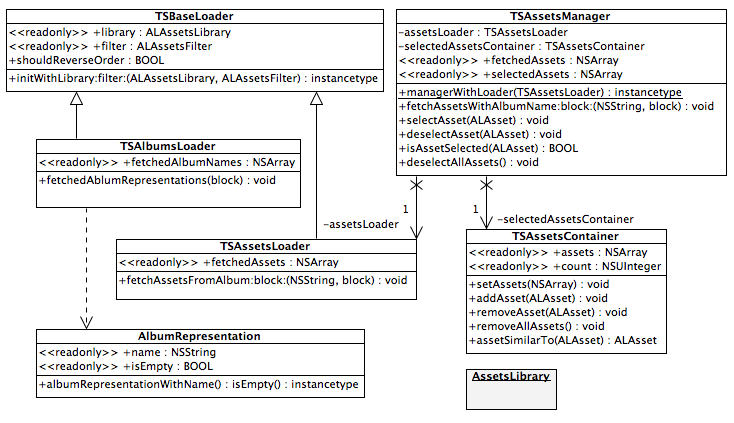 TSBaseLoader
<<readonly>> +library : ALAssetsLibrary
<<readonly>> +filter : ALAssetsFilter
+shouldReverseOrder : BOOL
+initWithLibrary:filter:(ALAssetsLibrary, ALAssetsFilter) : instancetype
TSAssetsManager
-assetsLoader : TSAssetsLoader
-selectedAssetsContainer : TSAssetsContainer
<<readonly>> +fetchedAssets : NSArray
<<readonly>> +selectedAssets : NSArray
+managerWithLoader(TSAssetsLoader) : instancetype
+fetchAssetsWithAlbumName:block:(NSString, block) : void
+selectAsset(ALAsset) : void
+deselectAsset(ALAsset) : void
+isAssetSelected(ALAsset) : BOOL
+deselectAllAssets() : void
TSAlbumsLoader
<<readonly>> +fetchedAlbumNames : NSArray
+fetchedAblumRepresentations(block) : void
1
-assetsLoader
1
-selectedAssetsContainer
TSAssetsLoader
<<readonly>> +fetchedAssets : NSArray
+fetchAssetsFromAlbum:block:(NSString, block) : void
TSAssetsContainer
<<readonly>> +assets : NSArray
<<readonly>> +count : NSUInteger
+setAssets(NSArray) : void
+addAsset(ALAsset) : void
+removeAsset(ALAsset) : void
+removeAllAssets() : void
+assetSimilarTo(ALAsset) : ALAsset
AlbumRepresentation
<<readonly>> +name : NSString
<<readonly>> +isEmpty : BOOL
+albumRepresentationWithName() : isEmpty() : instancetype
AssetsLibrary